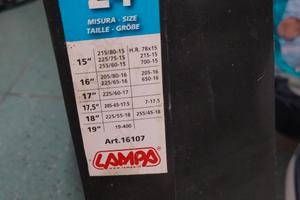 MISURA - SIZE
TAILLE - GRÖßE
15" 215/80-15 H.R. 78x15
225/75-15 215-15
255/60-15 700-15
16" 205/80-16 205-16
225/65-16 650-16
17" 225/60-17
17,5" 205-65-17.5 7-17.5
18" 225/55-18 255/45-18
19" 19-400
Art.16107
LAMPA